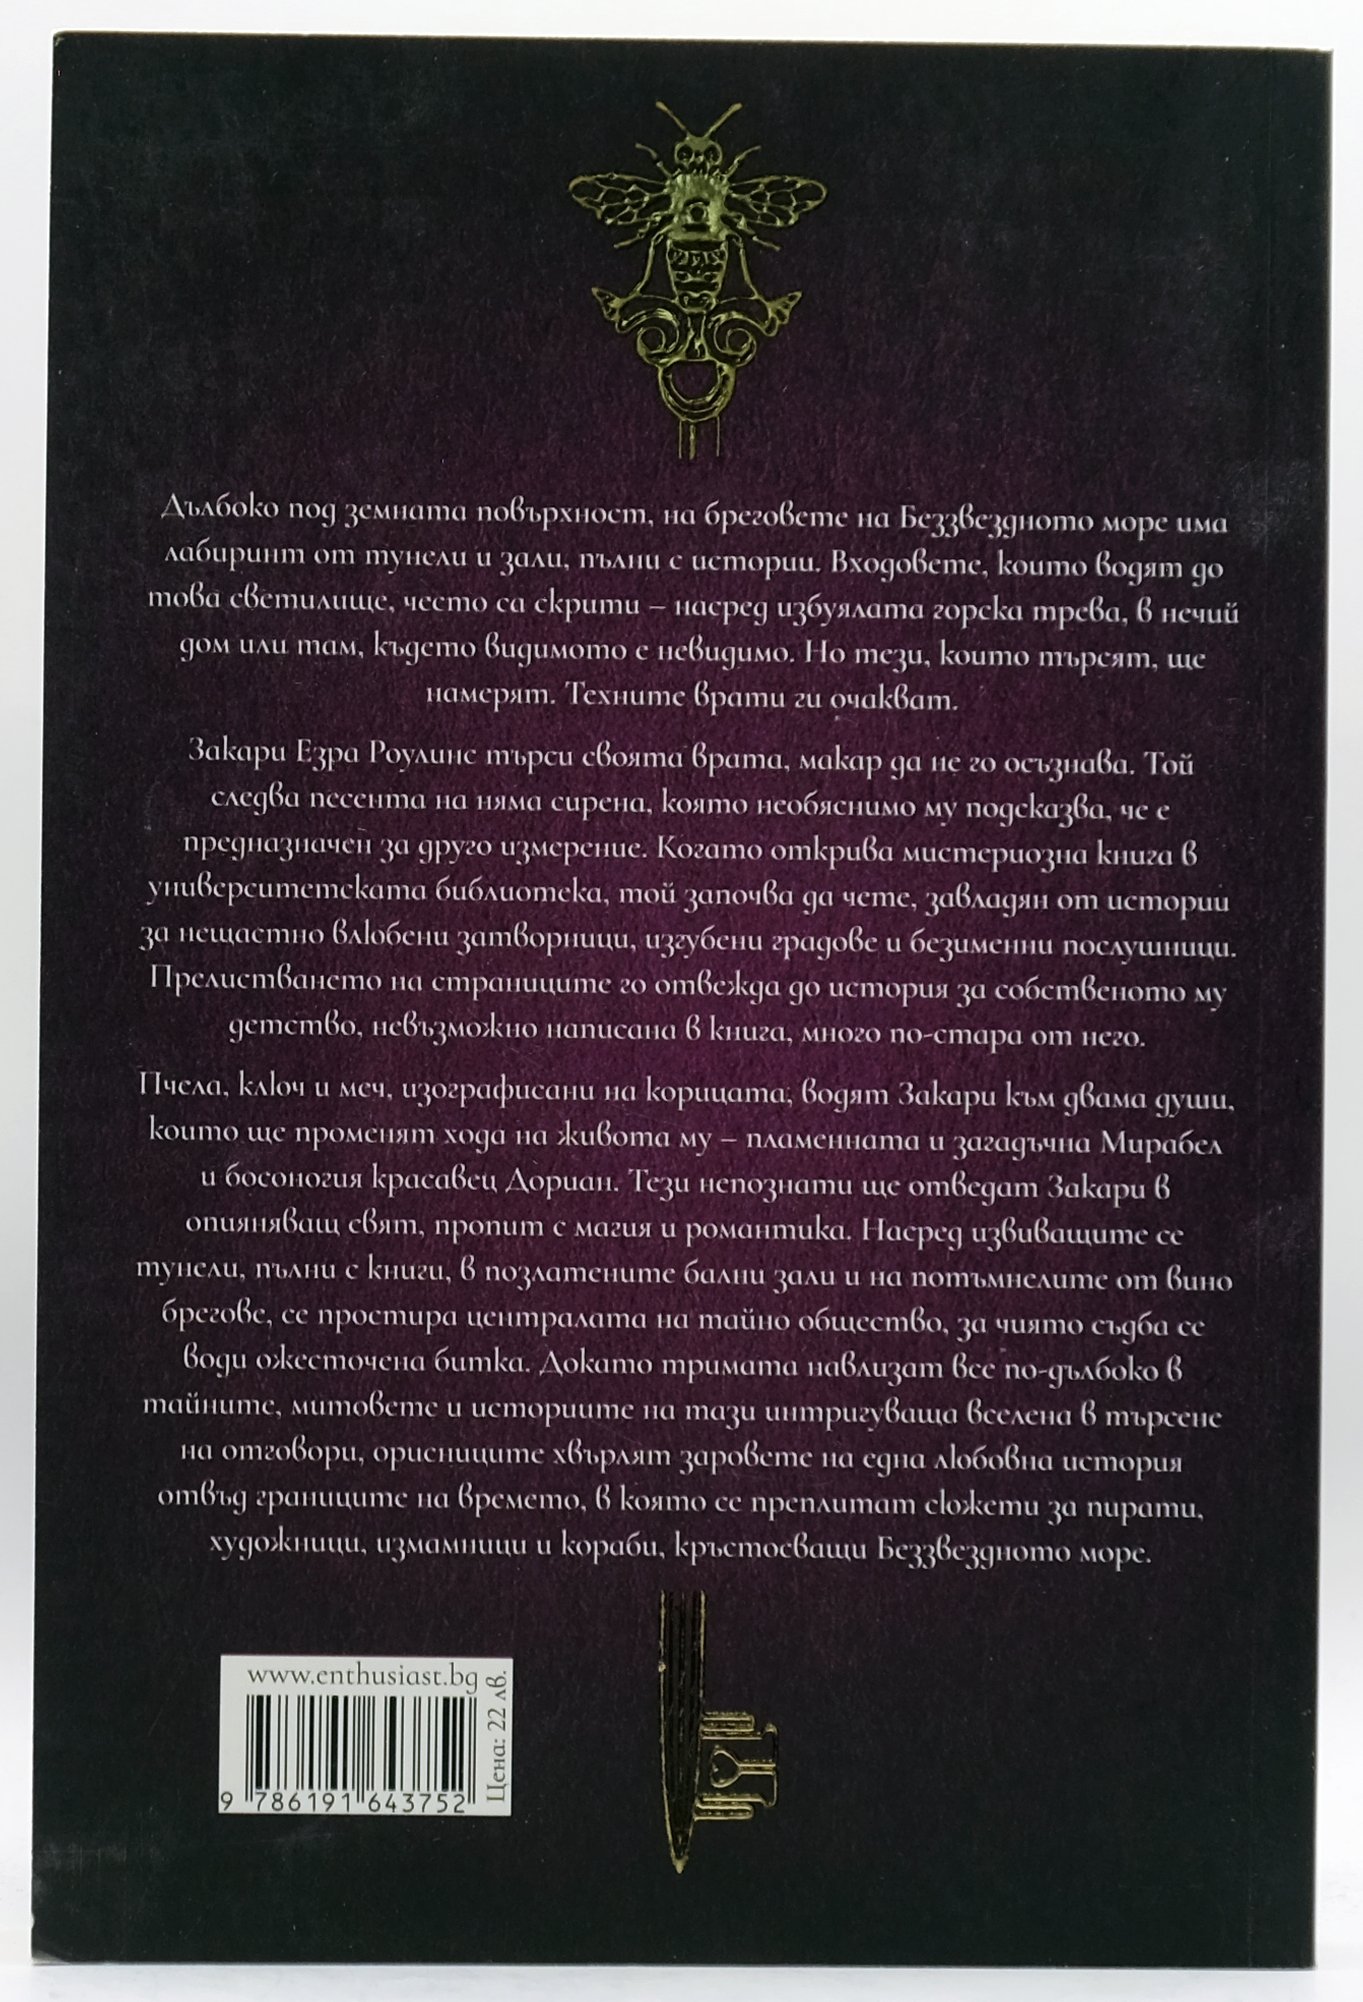 Дълбоко под земната повърхност, на бреговете на Беззвездното море има
лабиринт от тунели и зали, пълни с истории. Входовете, които водят до
това светилище, често са скрити – насред избуялата горска трева, в нечий
дом или там, където видимото е невидимо. Но тези, които търсят, ще
намерят. Техните врати ги очакват.
Закари Езра Роулинс търси своята врата, макар да не го осъзнава. Той
следва песента на няма сирена, която необяснимо му подсказва, че е
предназначен за друго измерение. Когато открива мистериозна книга в
университетската библиотека, той започва да чете, завладян от истории
за нещастно влюбени затворници, изгубени градове и безименни послушници.
Прелистването на страниците го отвежда до история за собственото му
детство, невъзможно написана в книга, много по-стара от него.
Пчела, ключ и меч, изографисани на корицата, водят Закари към двама души,
които ще променят хода на живота му – пламенната и загадъчна Мирабел
и босоногия красавец Дориан. Тези непознати ще отведат Закари в
опияняващ свят, пропит с магия и романтика. Насред извиващите се
тунели, пълни с книги, в позлатените бални зали и на потъмнелите от вино
брегове, се простира централата на тайно общество, за чиято съдба се
води ожесточена битка. Докато тримата навлизат все по-дълбоко в
тайните, митовете и историите на тази интригуваща вселена в търсене
на отговори, орисниците хвърлят заровете на една любовна история
отвъд границите на времето, в която се преплитат сюжети за пирати,
художници, измамници и кораби, кръстосващи Беззвездното море.
www.enthusiast.bg
Цена: 22 лв.
9 786191 643752